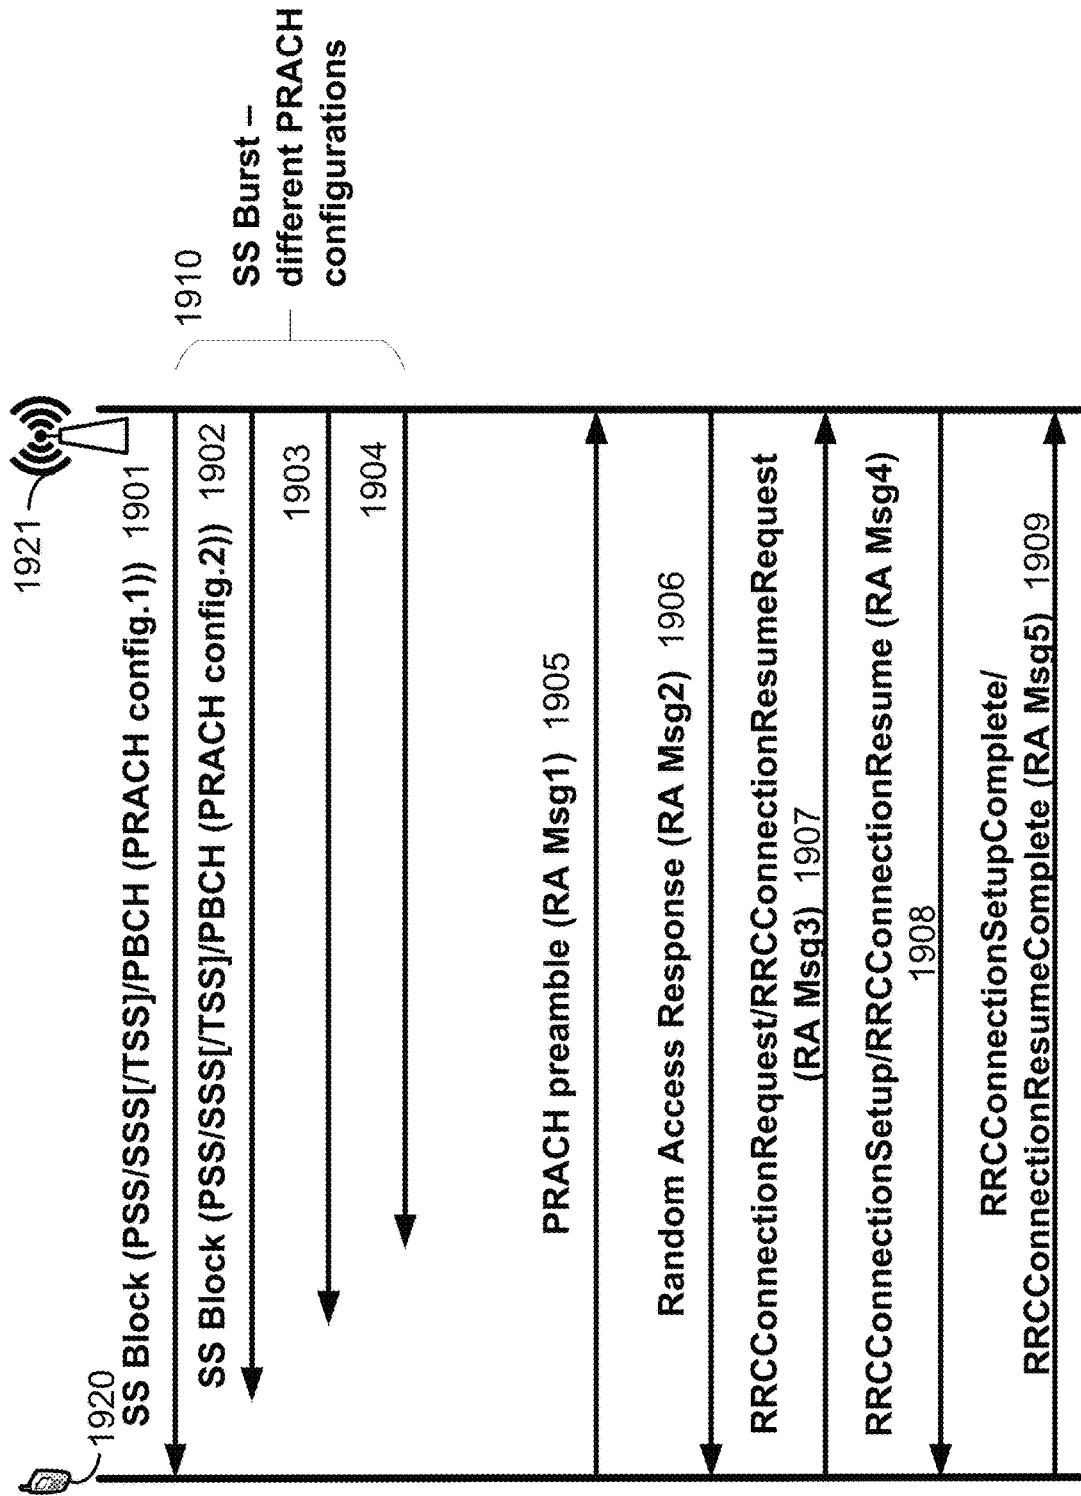 1920
1921
SS Block (PSS/SSS[/TSS]/PBCH (PRACH config.1)) 1901
SS Block (PSS/SSS[/TSS]/PBCH (PRACH config.2)) 1902
1903
1904
1910
SS Burst –
different PRACH
configurations
PRACH preamble (RA Msg1) 1905
Random Access Response (RA Msg2) 1906
RRCConnectionRequest/RRCConnectionResumeRequest
(RA Msg3) 1907
RRCConnectionSetup/RRCConnectionResume (RA Msg4)
1908
RRCConnectionSetupComplete/
RRCConnectionResumeComplete (RA Msg5) 1909